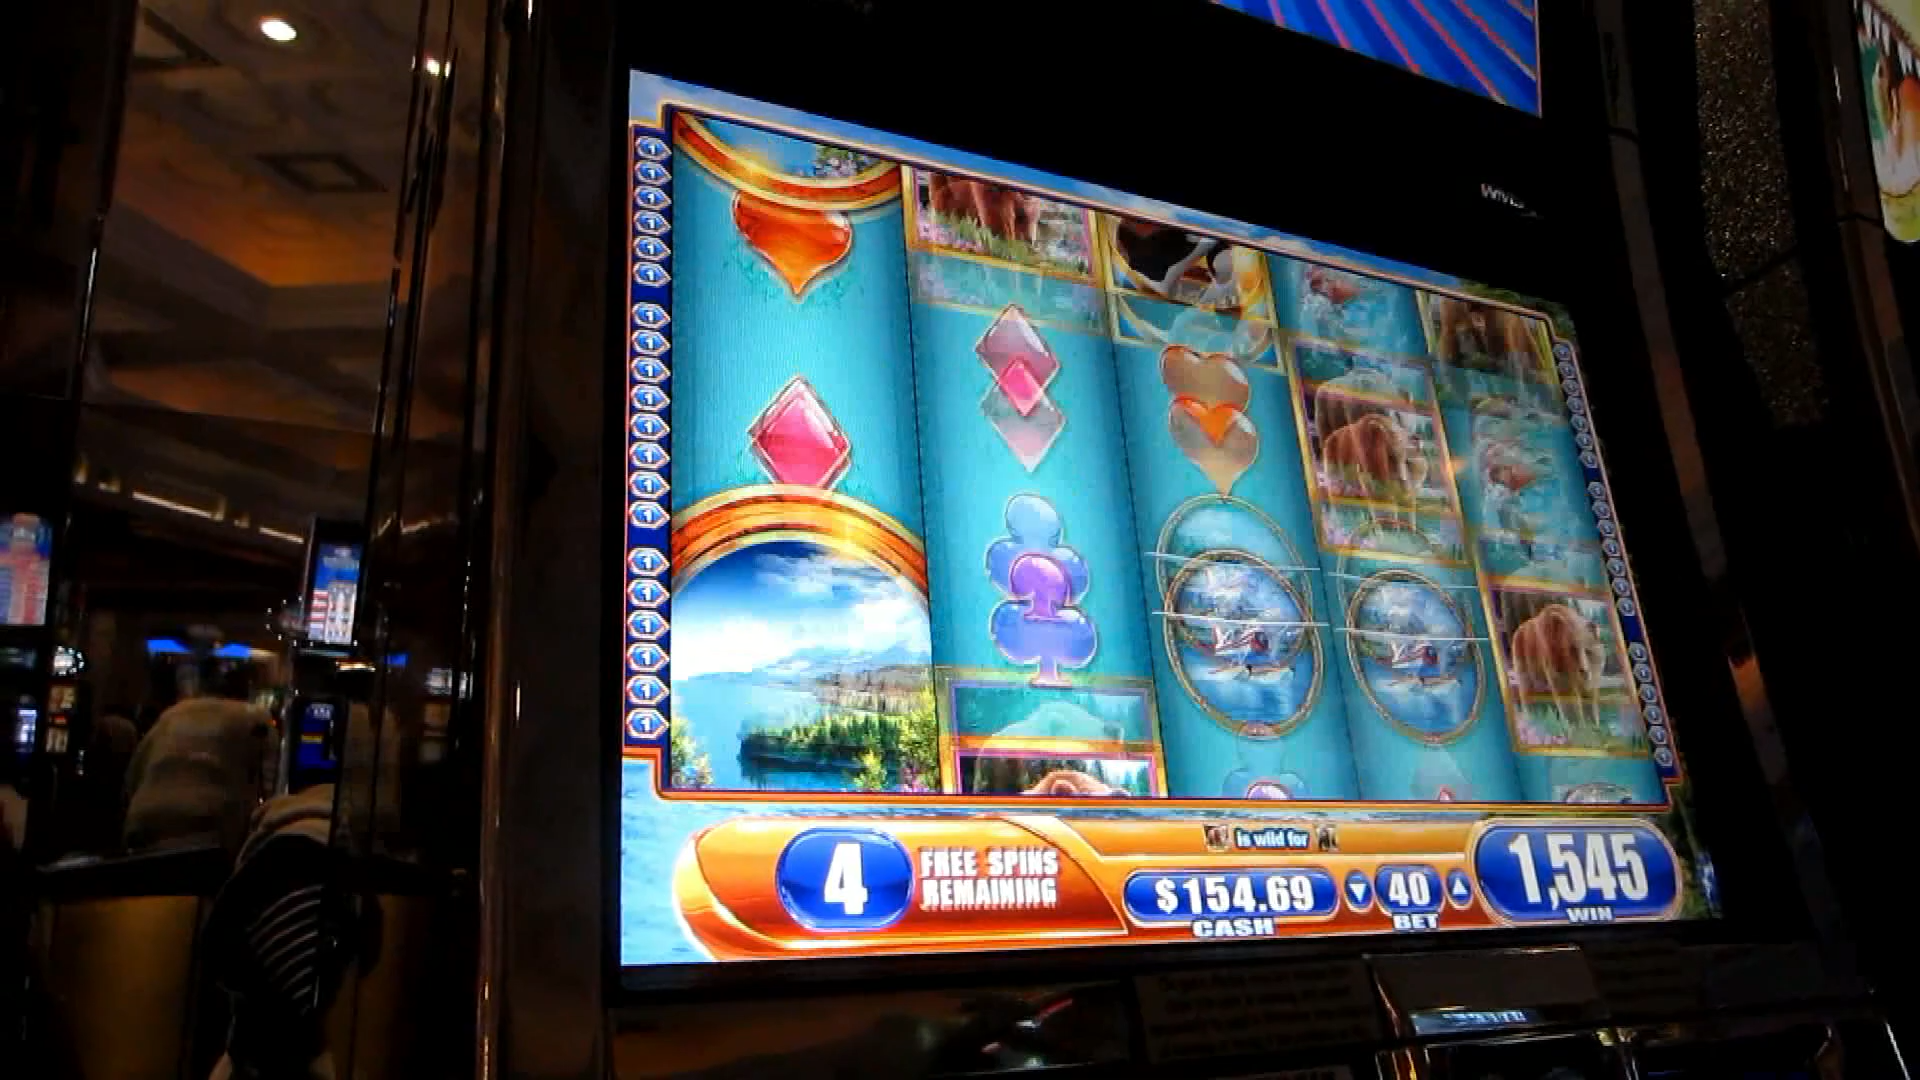 4
FREE SPINS
REMAINING
is wild for
$154.69
CASH
40
BET
1,545
WIN